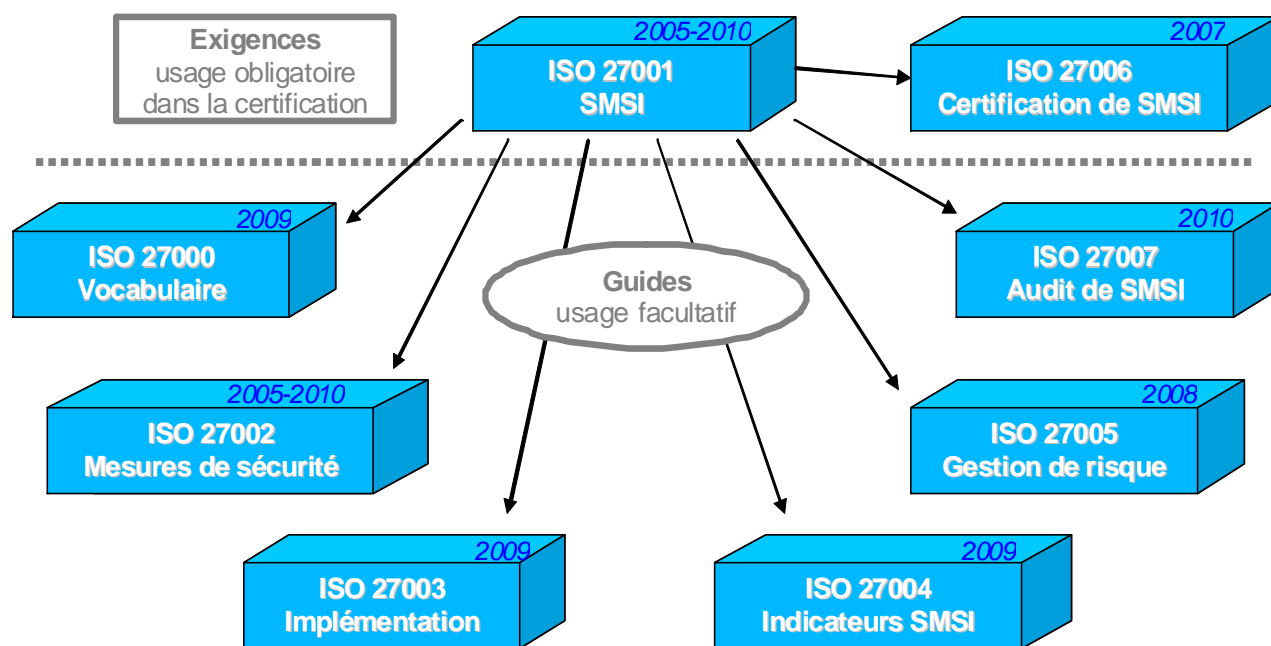 Exigences
usage obligatoire
dans la certification
2005-2010
ISO 27001
SMSI
2007
ISO 27006
Certification de SMSI
2009
ISO 27000
Vocabulaire
Guides
usage facultatif
2010
ISO 27007
Audit de SMSI
2005-2010
ISO 27002
Mesures de sécurité
2008
ISO 27005
Gestion de risque
2009
ISO 27003
Implémentation
2009
ISO 27004
Indicateurs SMSI